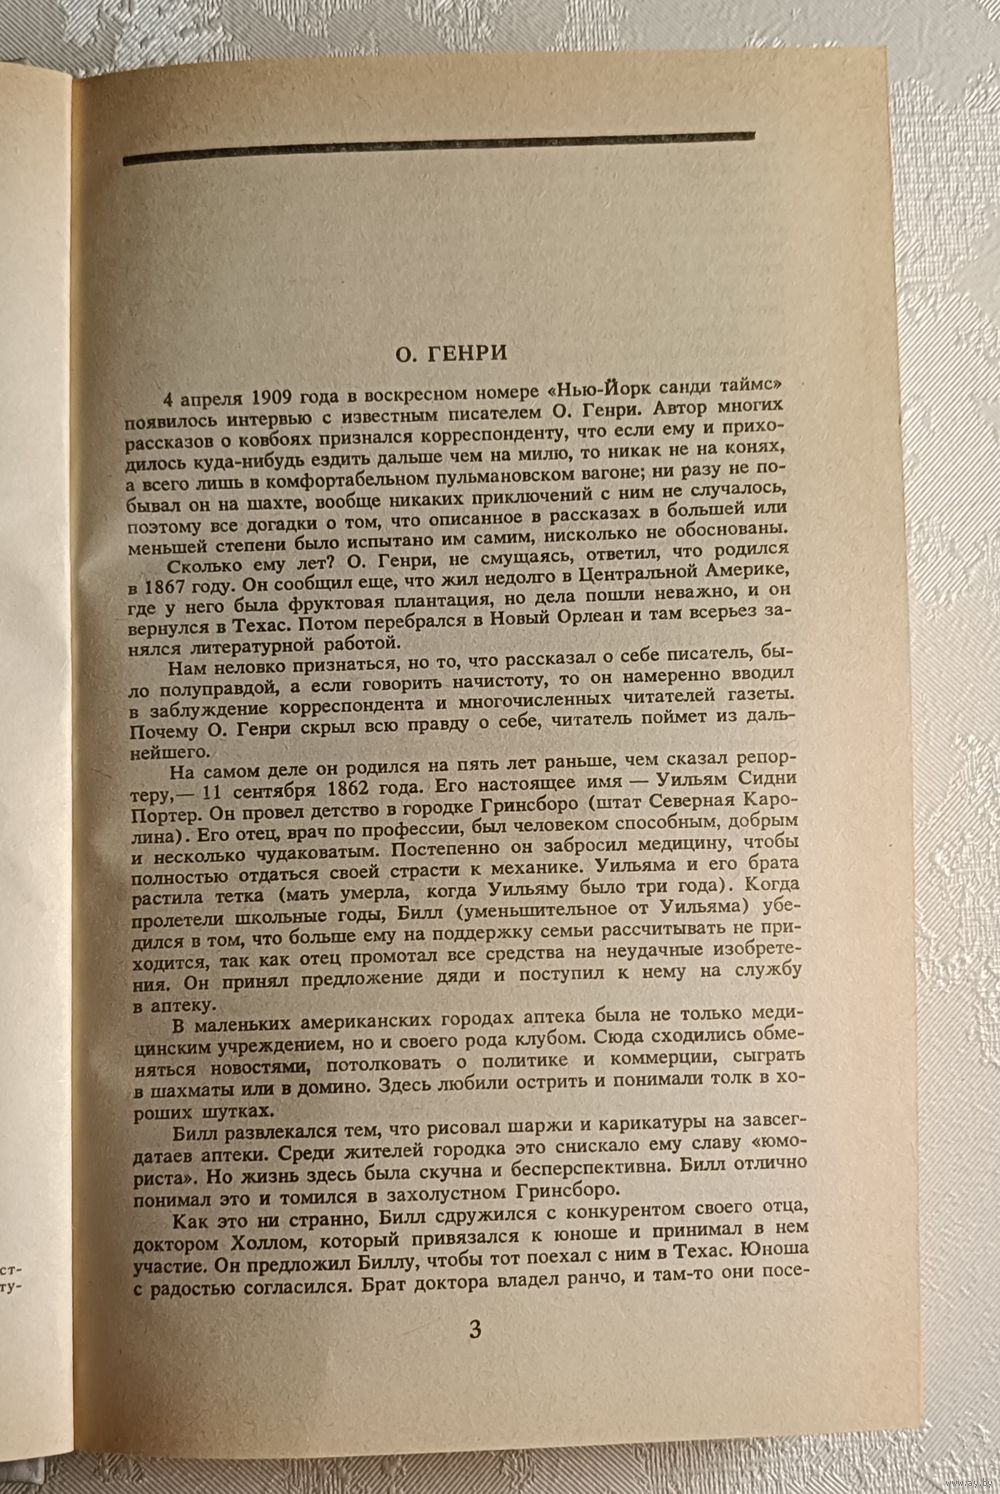 О. ГЕНРИ
4 апреля 1909 года в воскресном номере «Нью-Йорк санди таймс»
появилось интервью с известным писателем О. Генри. Автор многих
рассказов о ковбоях признался корреспонденту, что если ему и прихо-
дилось куда-нибудь ездить дальше чем на милю, то никак не на конях,
а всего лишь в комфортабельном пульмановском вагоне; ни разу не по-
бывал он на шахте, вообще никаких приключений с ним не случалось,
поэтому все догадки о том, что описанное в рассказах в большей или
меньшей степени было испытано им самим, нисколько не обоснованы.
Сколько ему лет? О. Генри, не смущаясь, ответил, что родился
в 1867 году. Он сообщил еще, что жил недолго в Центральной Америке,
где у него была фруктовая плантация, но дела пошли неважно, и он
вернулся в Техас. Потом перебрался в Новый Орлеан и там всерьез за-
нялся литературной работой.
Нам неловко признаться, но то, что рассказал о себе писатель, бы-
ло полуправдой, а если говорить начистоту, то он намеренно вводил
в заблуждение корреспондента и многочисленных читателей газеты.
Почему О. Генри скрыл всю правду о себе, читатель поймет из даль-
нейшего.
На самом деле он родился на пять лет раньше, чем сказал репор-
теру,— 11 сентября 1862 года. Его настоящее имя — Уильям Сидни
Портер. Он провел детство в городке Гринсборо (штат Северная Каро-
лина). Его отец, врач по профессии, был человеком способным, добрым
и несколько чудаковатым. Постепенно он забросил медицину, чтобы
полностью отдаться своей страсти к механике. Уильяма и его брата
растила тетка (мать умерла, когда Уильяму было три года). Когда
пролетели школьные годы, Билл (уменьшительное от Уильяма) убе-
дился в том, что больше ему на поддержку семьи рассчитывать не при-
ходится, так как отец промотал все средства на неудачные изобрете-
ния. Он принял предложение дяди и поступил к нему на службу
в аптеку.
В маленьких американских городах аптека была не только меди-
цинским учреждением, но и своего рода клубом. Сюда сходились обме-
няться новостями, потолковать о политике и коммерции, сыграть
в шахматы или в домино. Здесь любили острить и понимали толк в хо-
роших шутках.
Билл развлекался тем, что рисовал шаржи и карикатуры на завсег-
датаев аптеки. Среди жителей городка это снискало ему славу «юмо-
риста». Но жизнь здесь была скучна и бесперспективна. Билл отлично
понимал это и томился в захолустном Гринсборо.
Как это ни странно, Билл сдружился с конкурентом своего отца,
доктором Холлом, который привязался к юноше и принимал в нем
участие. Он предложил Биллу, чтобы тот поехал с ним в Техас. Юноша
с радостью согласился. Брат доктора владел ранчо, и там-то они посе-
3
ст-
ту-
www.ay.by